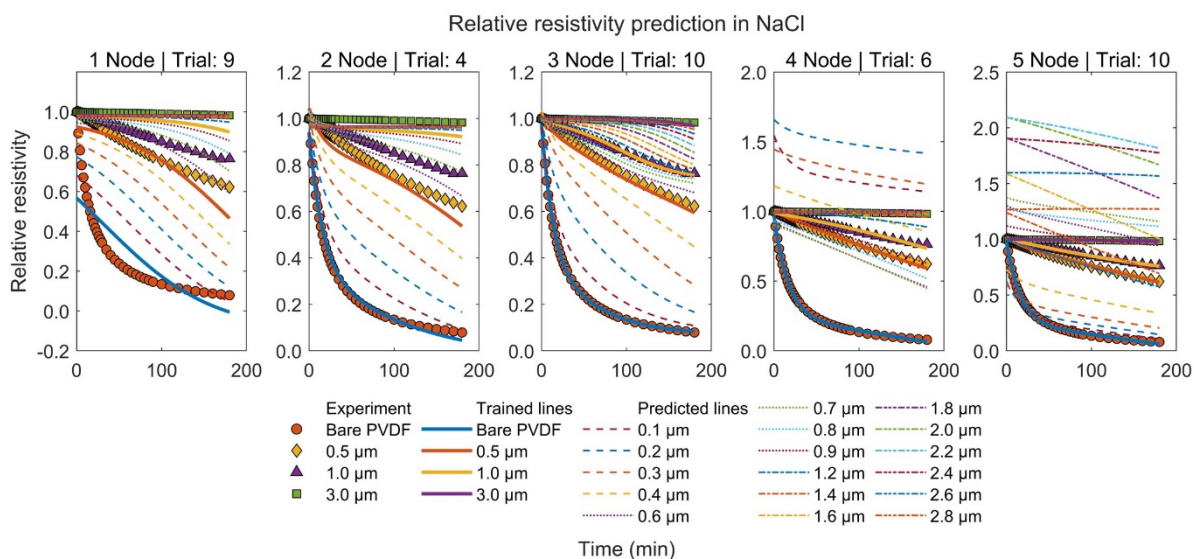 Relative resistivity prediction in NaCl
1 Node | Trial: 9
2 Node | Trial: 4
3 Node | Trial: 10
4 Node | Trial: 6
5 Node | Trial: 10
Relative resistivity
1.0
0.8
0.6
0.4
0.2
0.0
-0.2
0 100 200
1.2
1.0
0.8
0.6
0.4
0.2
0.0
0 100 200
1.2
1.0
0.8
0.6
0.4
0.2
0.0
0 100 200
2.0
1.5
1.0
0.5
0.0
0 100 200
2.5
2.0
1.5
1.0
0.5
0.0
0 100 200
Experiment
Bare PVDF
0.5 µm
1.0 µm
3.0 µm
Trained lines
Bare PVDF
0.5 µm
1.0 µm
3.0 µm
Predicted lines
0.1 µm
0.2 µm
0.3 µm
0.4 µm
0.6 µm
0.7 µm
0.8 µm
0.9 µm
1.2 µm
1.4 µm
1.6 µm
1.8 µm
2.0 µm
2.2 µm
2.4 µm
2.6 µm
2.8 µm
Time (min)